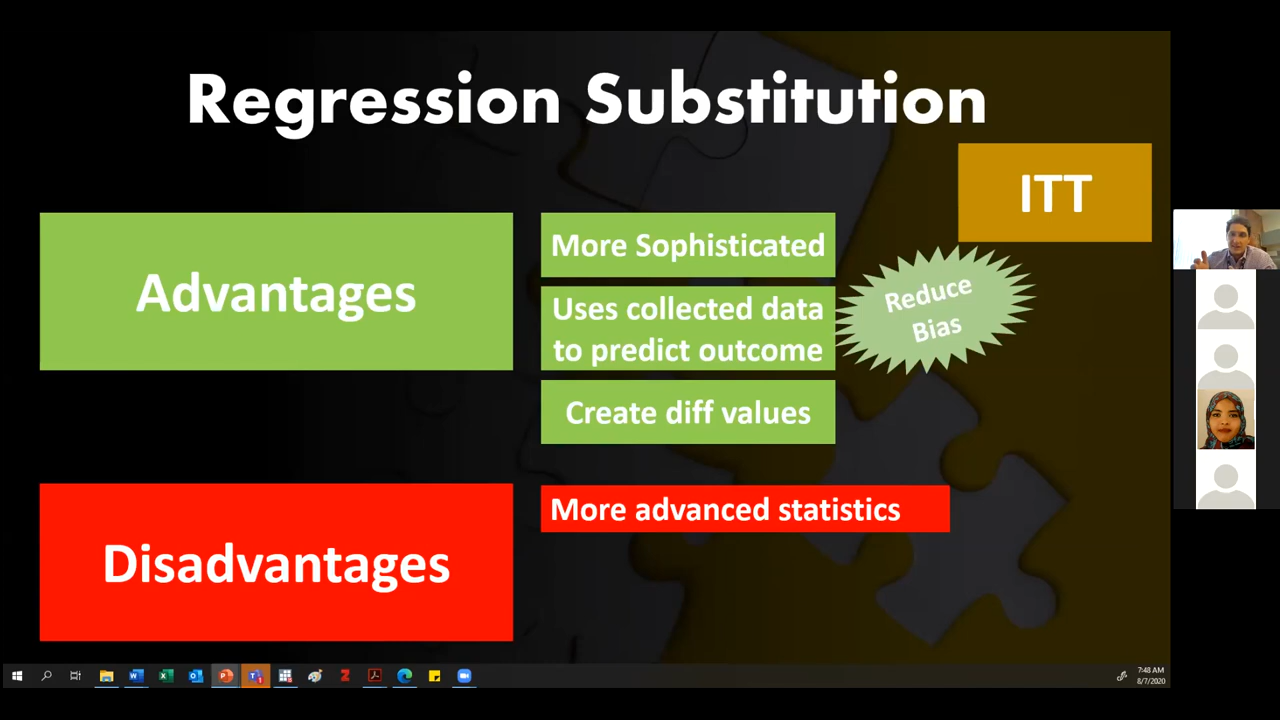 Regression Substitution
ITT
Advantages
More Sophisticated
Uses collected data
to predict outcome
Reduce
Bias
Create diff values
Disadvantages
More advanced statistics
7:48 AM
8/7/2020